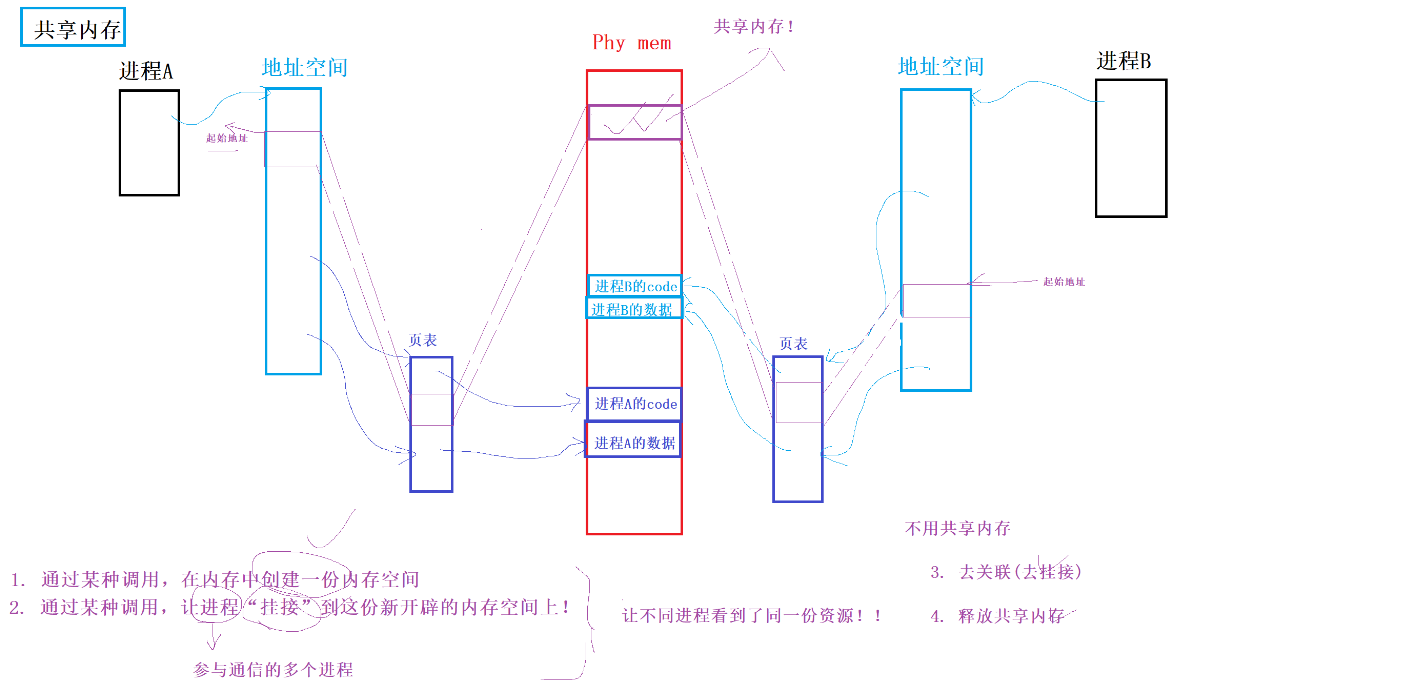 共享内存
共享内存！
Phy mem
进程A
地址空间
地址空间
进程B
起始地址
进程B的code
进程B的数据
起始地址
页表
页表
进程A的code
进程A的数据
不用共享内存
1. 通过某种调用，在内存中创建一份内存空间
2. 通过某种调用，让进程“挂接”到这份新开辟的内存空间上！
3. 去关联(去挂接)
让不同进程看到了同一份资源！！
4. 释放共享内存
参与通信的多个进程